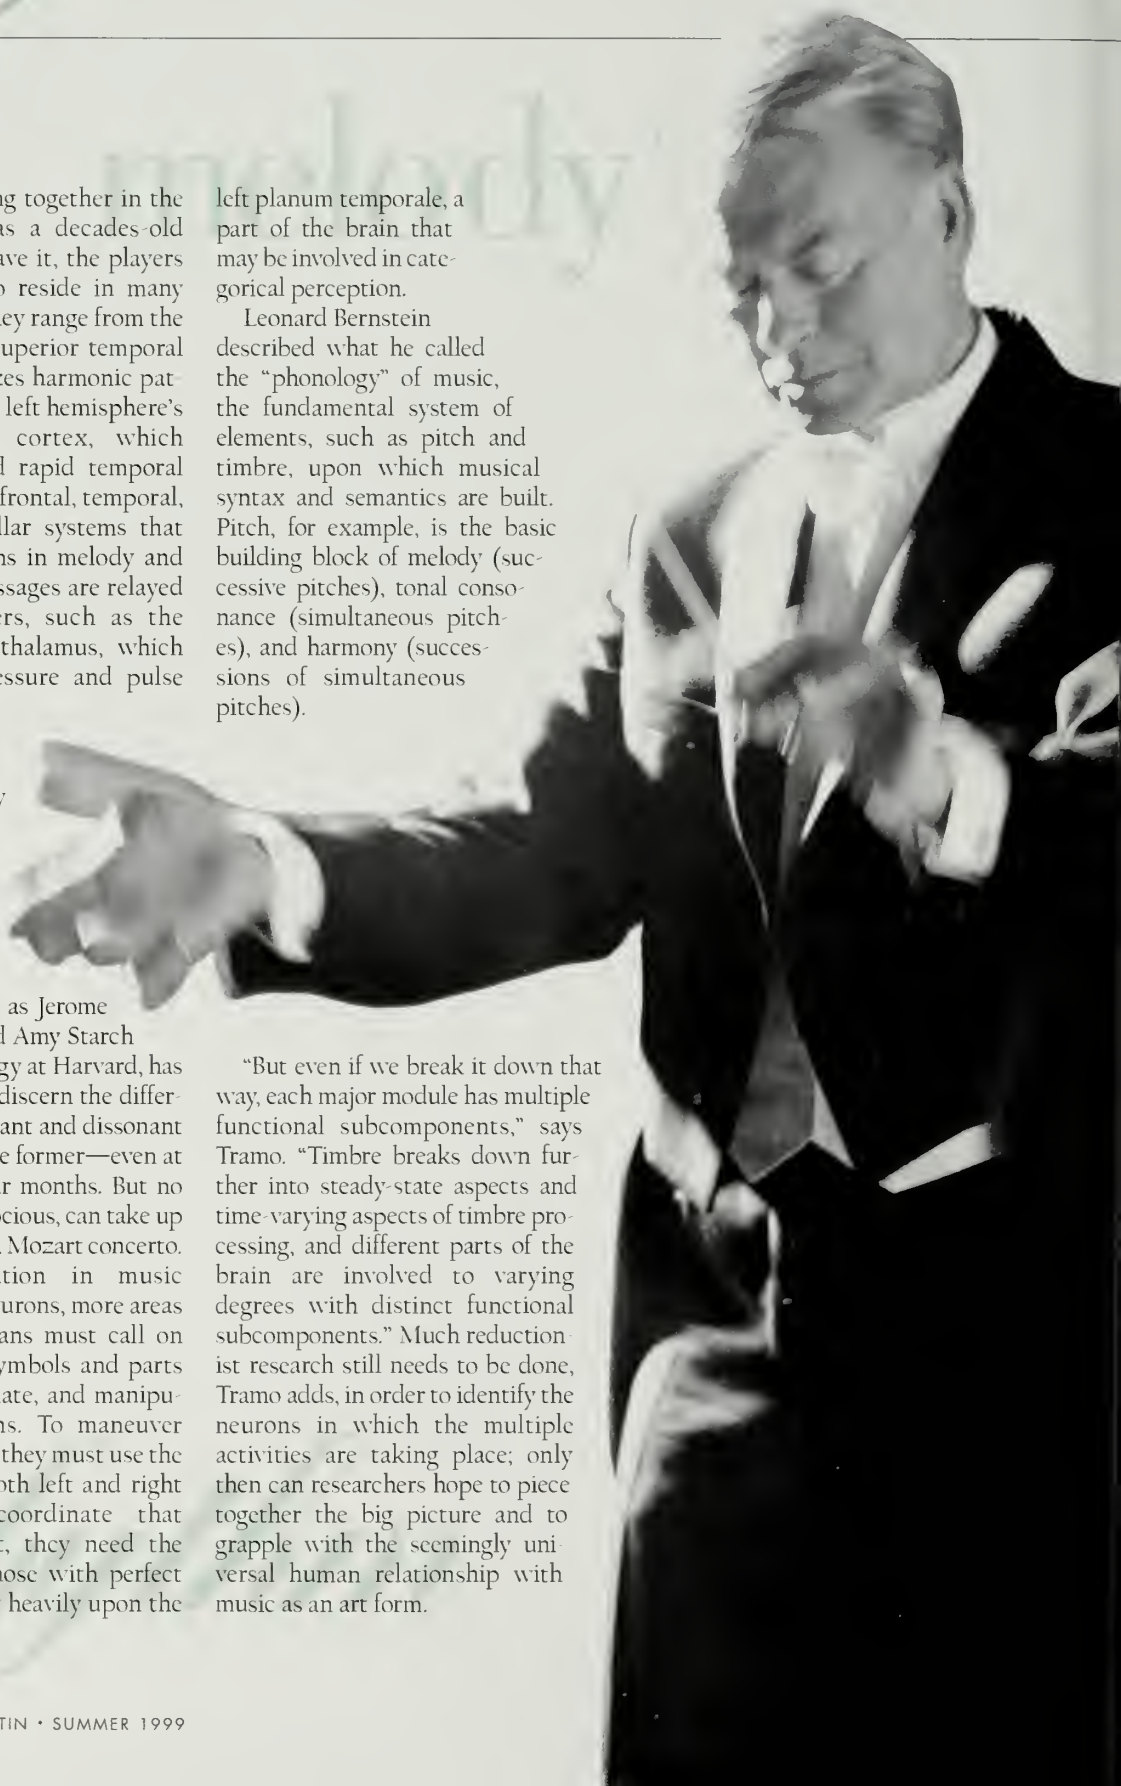 melody
ng together in the
as a decades-old
ave it, the players
o reside in many
ey range from the
uperior temporal
es harmonic pat-
left hemisphere's
cortex, which
d rapid temporal
frontal, temporal,
llar systems that
ns in melody and
ssages are relayed
ers, such as the
thalamus, which
essure and pulse
y
as Jerome
d Amy Starch
gy at Harvard, has
discern the differ-
ant and dissonant
e former—even at
r months. But no
ocious, can take up
Mozart concerto.
tion in music
urons, more areas
ans must call on
ymbols and parts
ate, and manipu-
ns. To maneuver
they must use the
oth left and right
coordinate that
t, they need the
hose with perfect
heavily upon the
left planum temporale, a
part of the brain that
may be involved in cate-
gorical perception.
Leonard Bernstein
described what he called
the “phonology” of music,
the fundamental system of
elements, such as pitch and
timbre, upon which musical
syntax and semantics are built.
Pitch, for example, is the basic
building block of melody (suc-
cessive pitches), tonal conso-
nance (simultaneous pitch-
es), and harmony (succes-
sions of simultaneous
pitches).
“But even if we break it down that
way, each major module has multiple
functional subcomponents,” says
Tramo. “Timbre breaks down fur-
ther into steady-state aspects and
time-varying aspects of timbre pro-
cessing, and different parts of the
brain are involved to varying
degrees with distinct functional
subcomponents.” Much reduction-
ist research still needs to be done,
Tramo adds, in order to identify the
neurons in which the multiple
activities are taking place; only
then can researchers hope to piece
together the big picture and to
grapple with the seemingly uni-
versal human relationship with
music as an art form.
TIN • SUMMER 1999